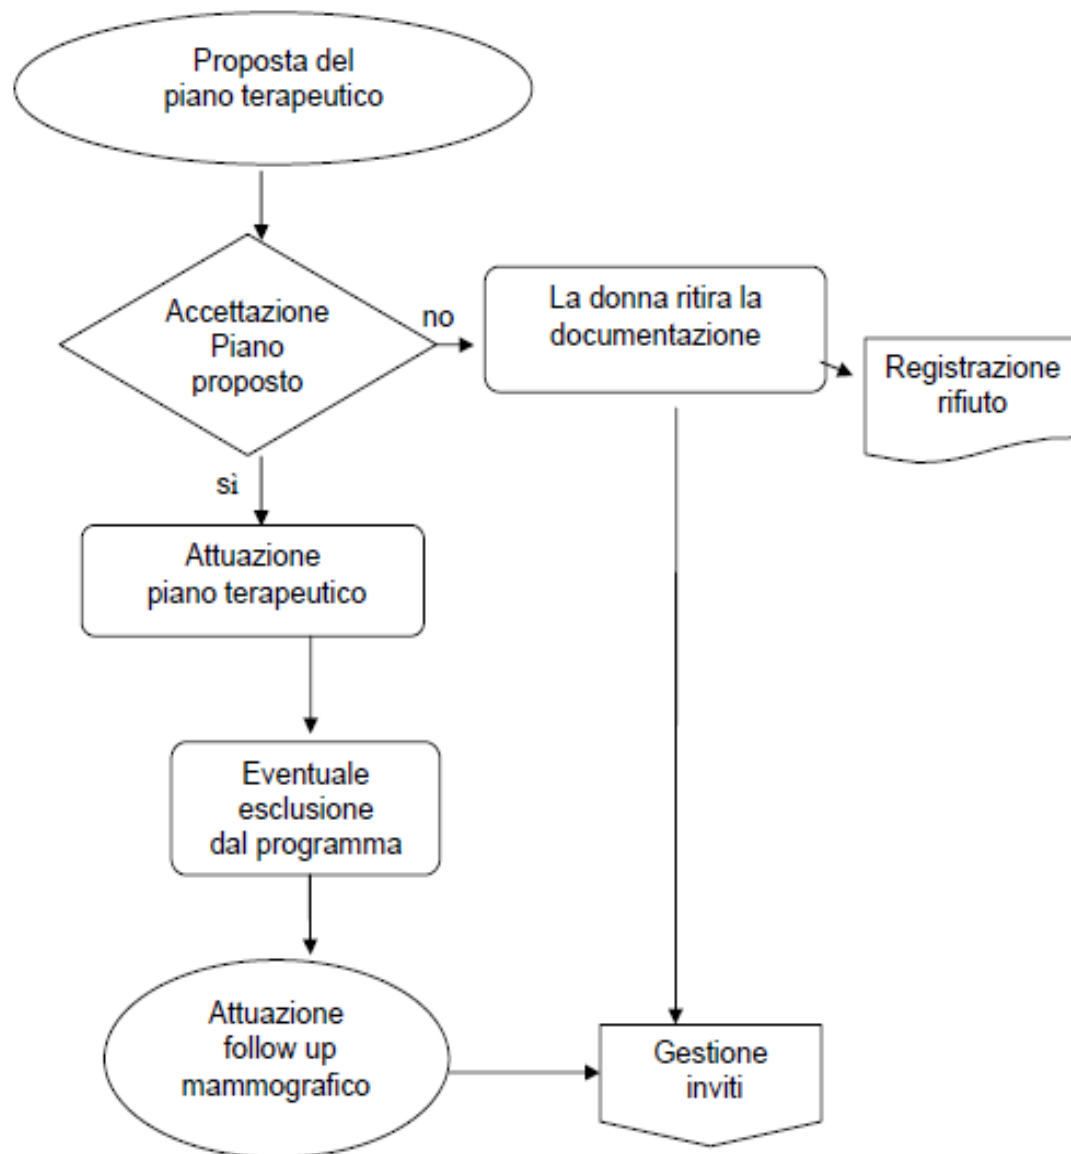 Proposta del
piano terapeutico
Accettazione
Piano
proposto
no
La donna ritira la
documentazione
Registrazione
rifiuto
sì
Attuazione
piano terapeutico
Eventuale
esclusione
dal programma
Attuazione
follow up
mammografico
Gestione
inviti